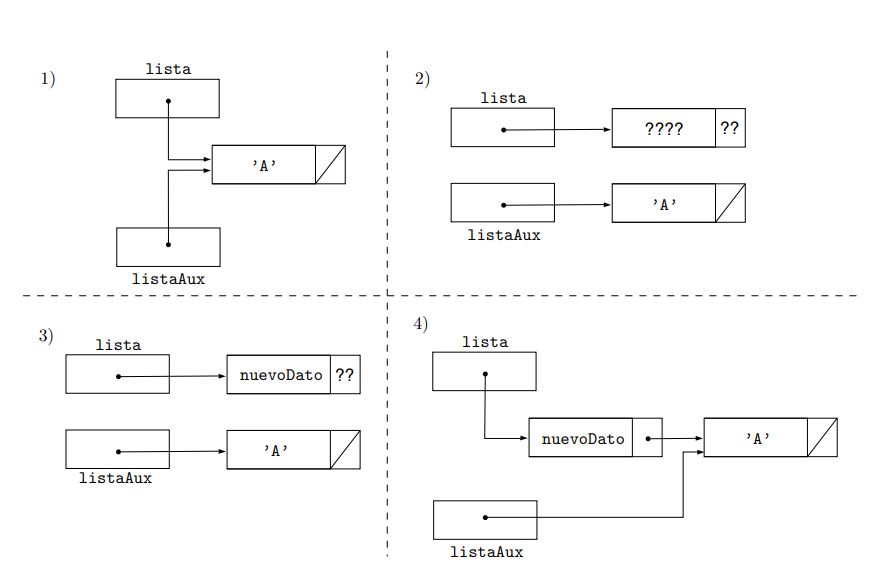 1)
lista
'A'
listaAux
2)
lista
???? ??
'A'
listaAux
3)
lista
nuevoDato ??
'A'
listaAux
4)
lista
nuevoDato 'A'
listaAux